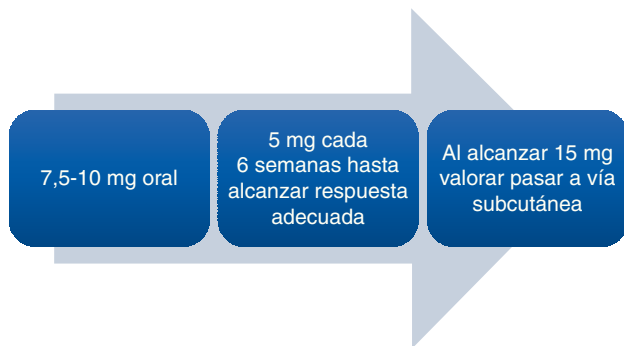 7,5-10 mg oral
5 mg cada
6 semanas hasta
alcanzar respuesta
adecuada
Al alcanzar 15 mg
valorar pasar a vía
subcutánea